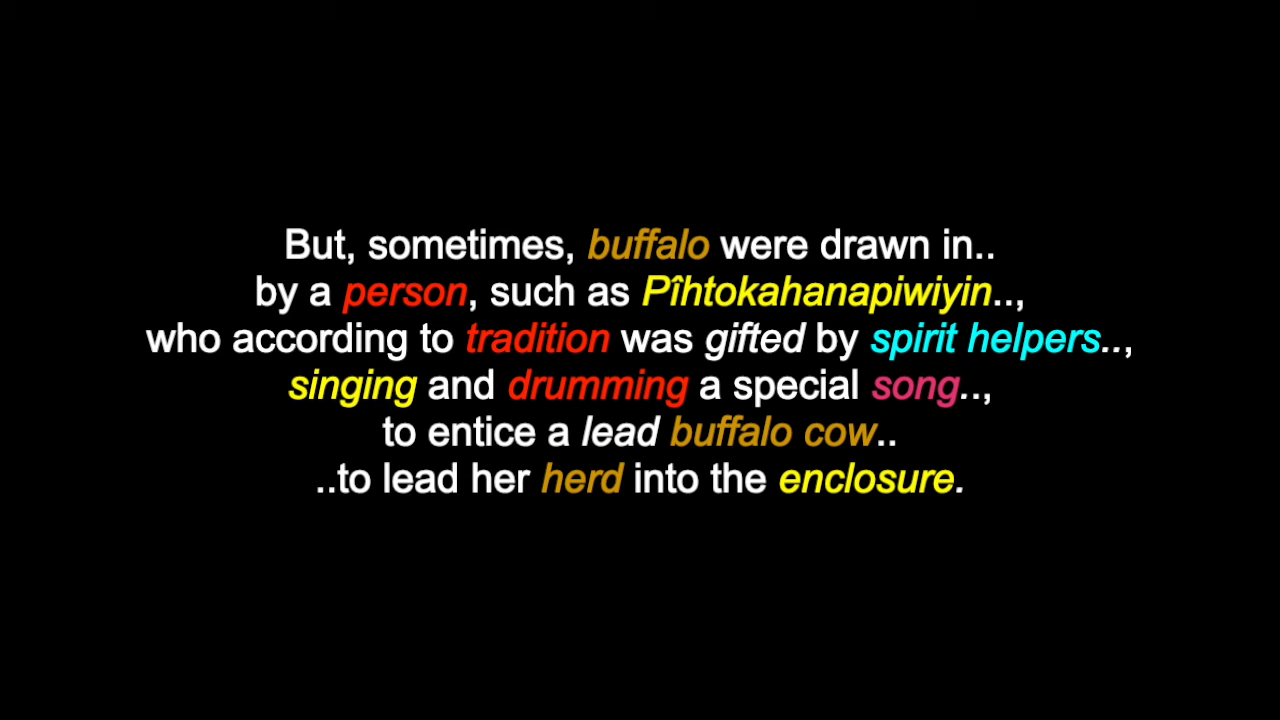 But, sometimes, buffalo were drawn in..
by a person, such as Pîhtokahanapiwiyin..,
who according to tradition was gifted by spirit helpers..,
singing and drumming a special song..,
to entice a lead buffalo cow..
..to lead her herd into the enclosure.